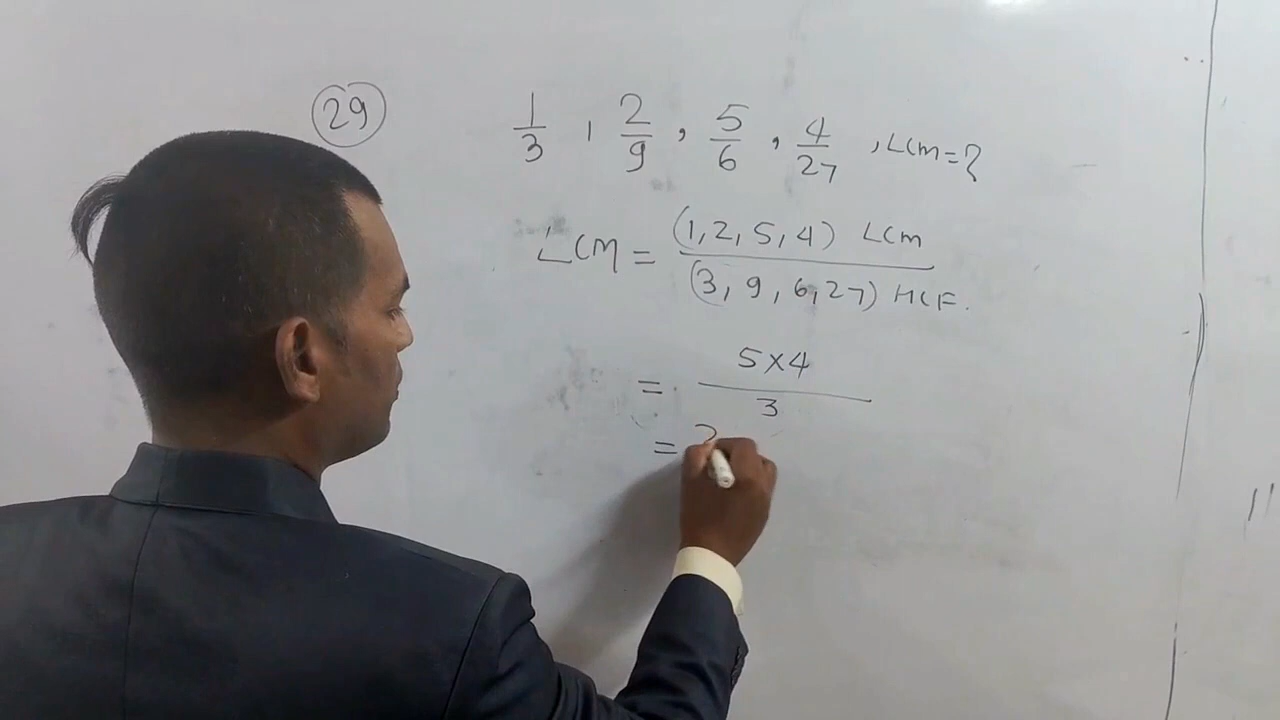 29
1/3 , 2/9 , 5/6 , 4/27 , LCM = ?
LCM = (1, 2, 5, 4) LCM
(3, 9, 6, 27) HCF.
= 5×4
3
= 2